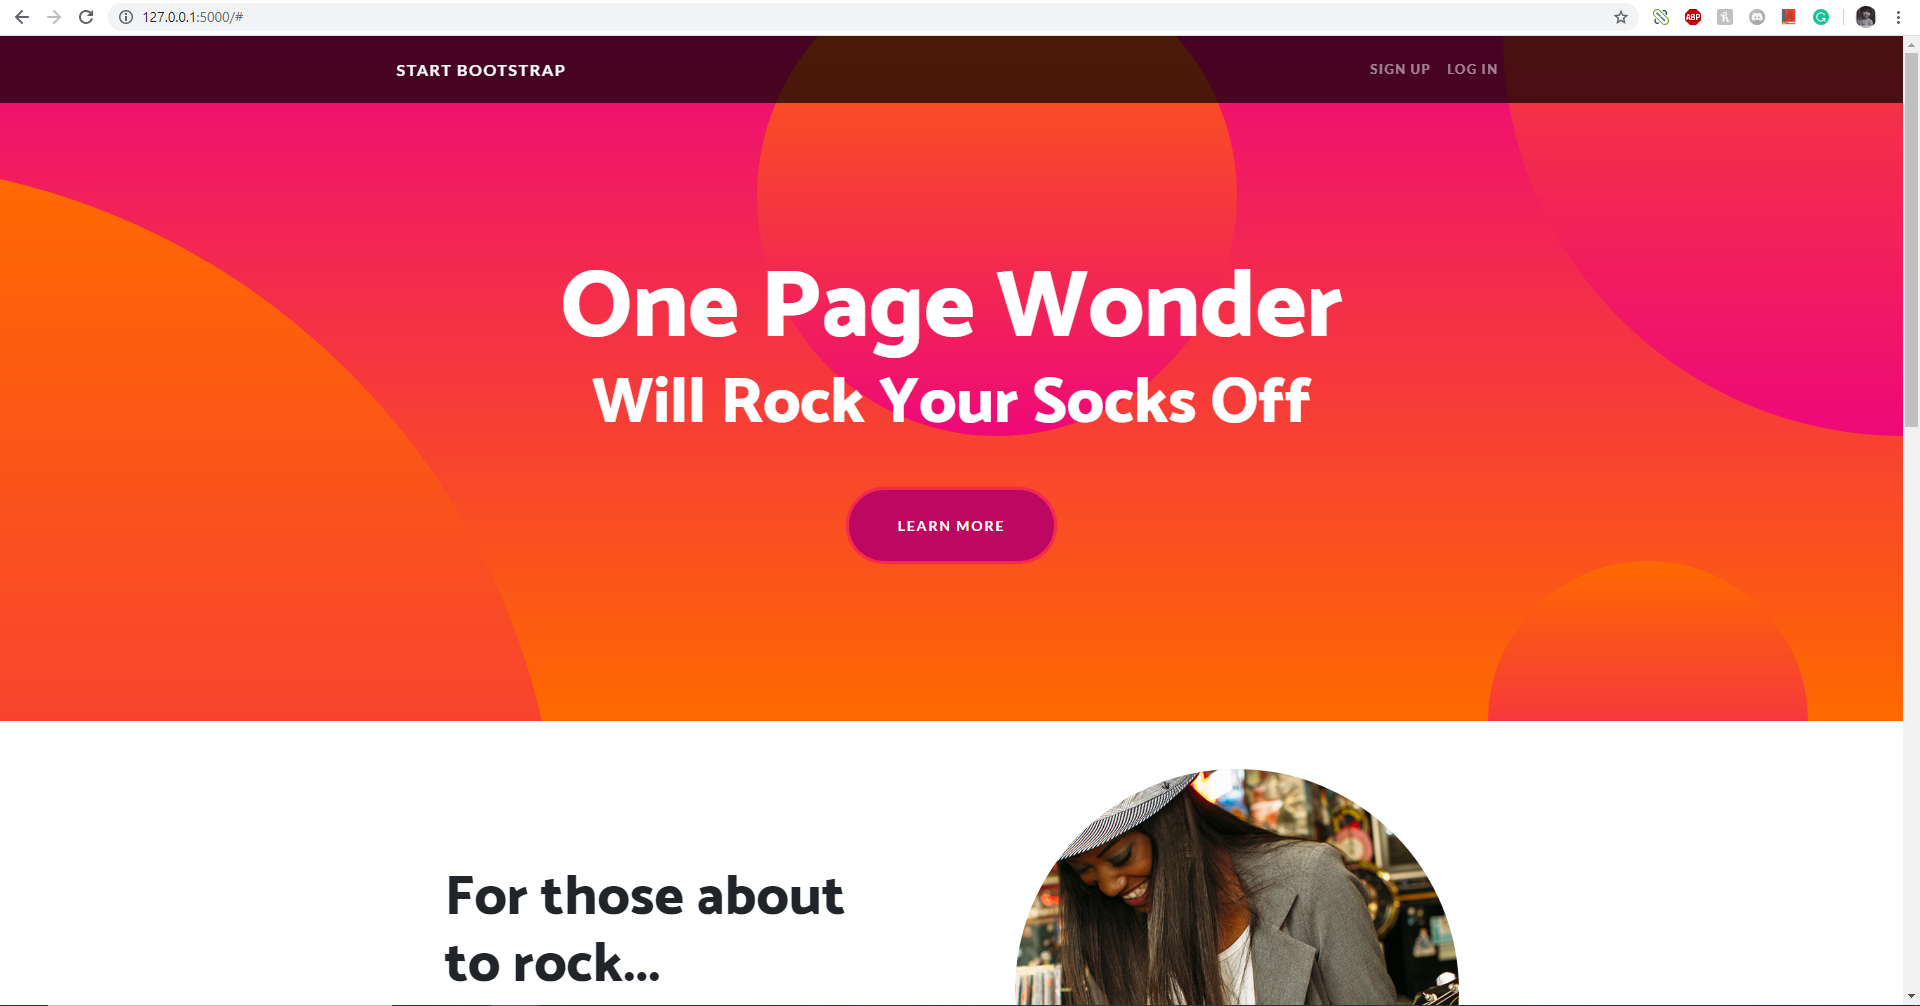 127.0.0.1:5000/#
ABP
START BOOTSTRAP
SIGN UP LOG IN
One Page Wonder
Will Rock Your Socks Off
LEARN MORE
For those about
to rock...